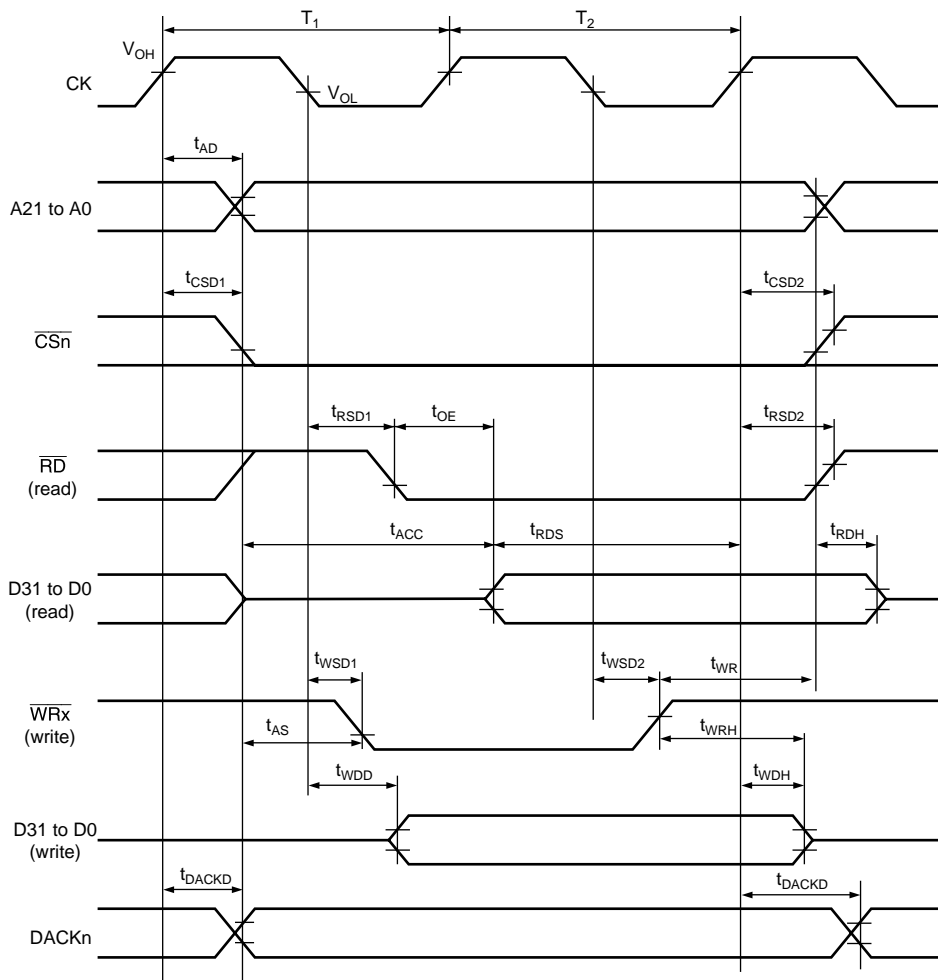 T1 T2
VOH
CK
VOL
tAD
A21 to A0
tCSD1 tCSD2
CSn
tRSD1 tOE tRSD2
RD
(read)
tACC tRDS tRDH
D31 to D0
(read)
tWSD1 tWSD2 tWR
WRx
(write)
tAS tWRH
tWDD tWDH
D31 to D0
(write)
tDACKD tDACKD
DACKn